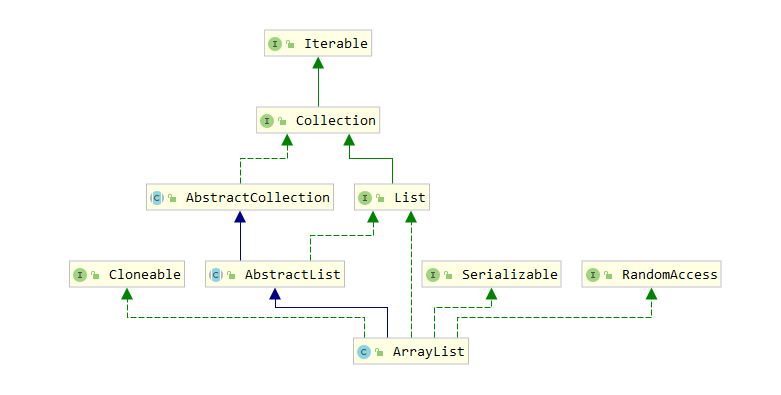 I Iterable
I Collection
C AbstractCollection
I List
I Cloneable
C AbstractList
I Serializable
I RandomAccess
C ArrayList